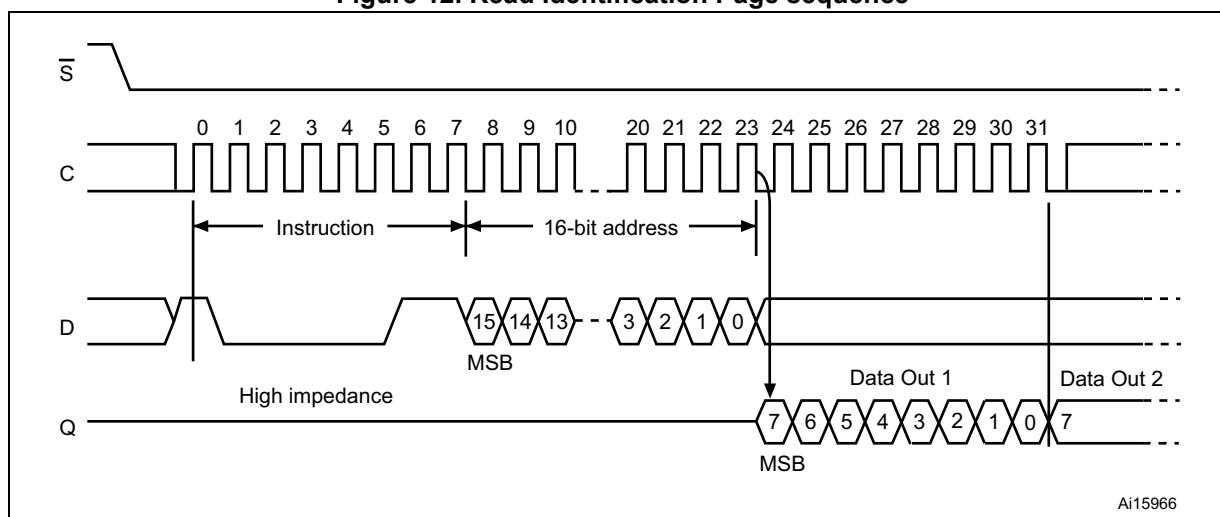 Figure 12. Read Identification Page sequence
S
0 1 2 3 4 5 6 7 8 9 10 20 21 22 23 24 25 26 27 28 29 30 31
C
Instruction 16-bit address
D 15 14 13 3 2 1 0
MSB
Data Out 1 Data Out 2
High impedance
Q 7 6 5 4 3 2 1 0 7
MSB
Ai15966